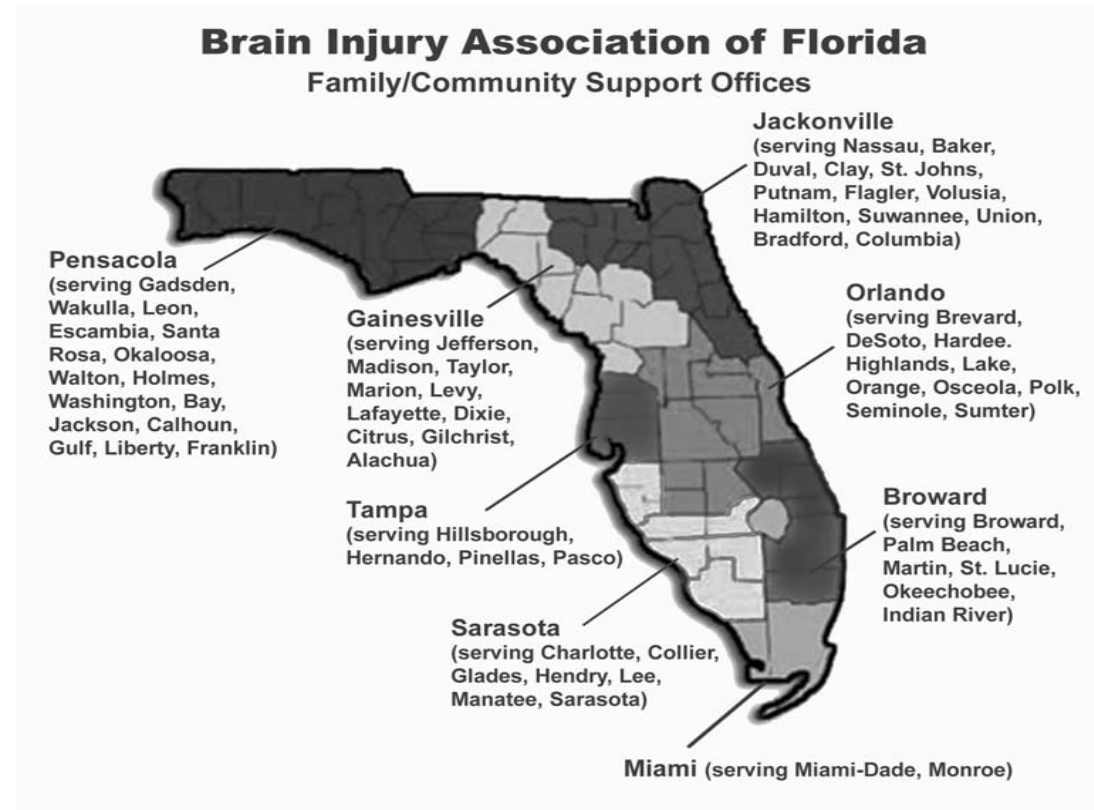 Brain Injury Association of Florida
Family/Community Support Offices
Jackonville
(serving Nassau, Baker,
Duval, Clay, St. Johns,
Putnam, Flagler, Volusia,
Hamilton, Suwannee, Union,
Bradford, Columbia)
Pensacola
(serving Gadsden,
Wakulla, Leon,
Escambia, Santa
Rosa, Okaloosa,
Walton, Holmes,
Washington, Bay,
Jackson, Calhoun,
Gulf, Liberty, Franklin)
Gainesville
(serving Jefferson,
Madison, Taylor,
Marion, Levy,
Lafayette, Dixie,
Citrus, Gilchrist,
Alachua)
Orlando
(serving Brevard,
DeSoto, Hardee.
Highlands, Lake,
Orange, Osceola, Polk,
Seminole, Sumter)
Tampa
(serving Hillsborough,
Hernando, Pinellas, Pasco)
Broward
(serving Broward,
Palm Beach,
Martin, St. Lucie,
Okeechobee,
Indian River)
Sarasota
(serving Charlotte, Collier,
Glades, Hendry, Lee,
Manatee, Sarasota)
Miami (serving Miami-Dade, Monroe)